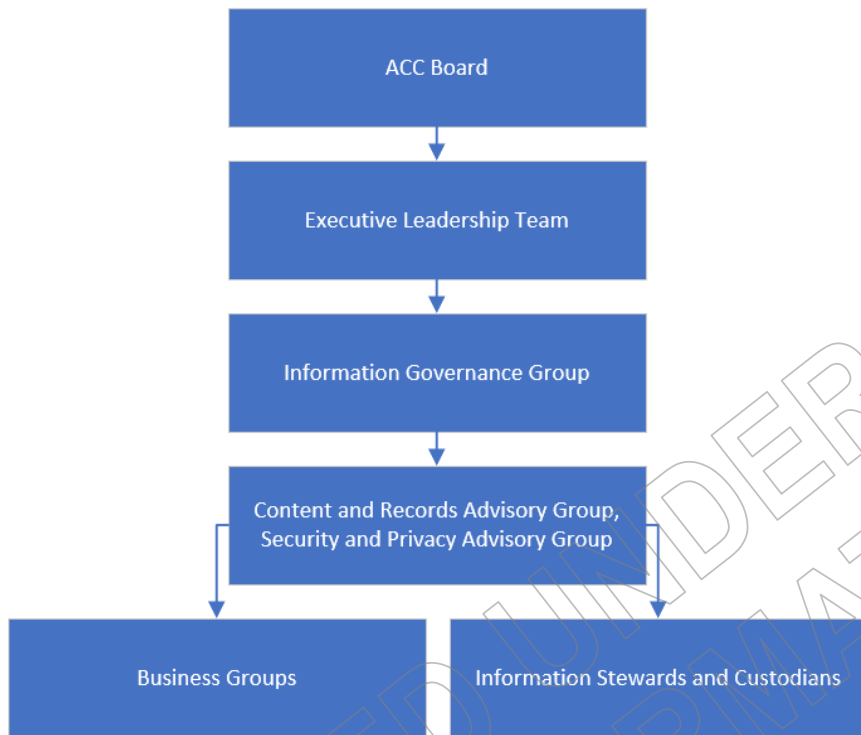 ACC Board
Executive Leadership Team
Information Governance Group
Content and Records Advisory Group,
Security and Privacy Advisory Group
Business Groups
Information Stewards and Custodians
UNDER